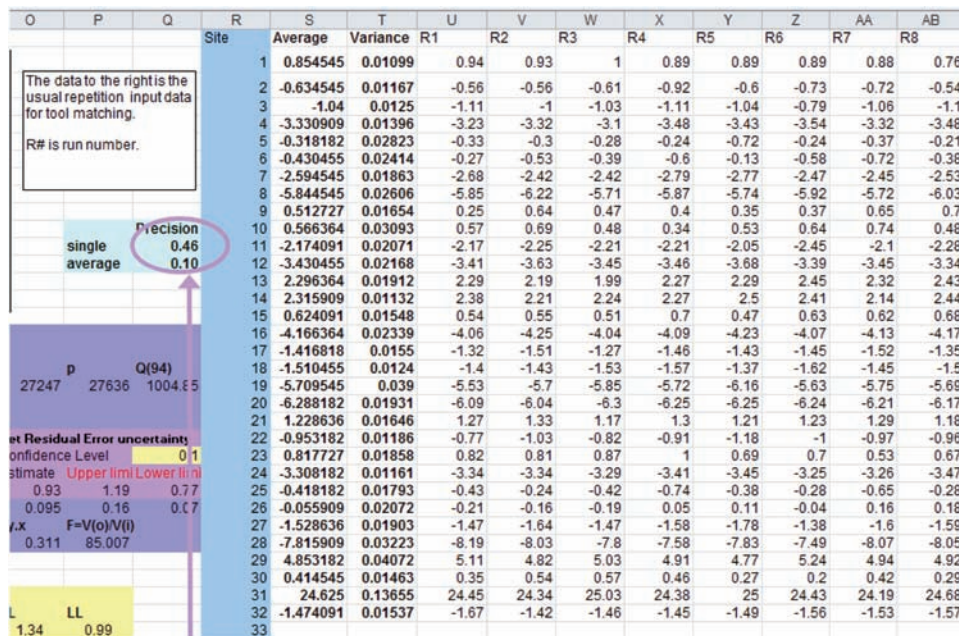 O P Q R S T U V W X Y Z AA AB
Site Average Variance R1 R2 R3 R4 R5 R6 R7 R8
1 0.854545 0.01099 0.94 0.93 1 0.89 0.89 0.89 0.88 0.76
The data to the right is the
usual repetition input data
for tool matching.
R# is run number.
2 -0.634545 0.01167 -0.56 -0.56 -0.61 -0.92 -0.6 -0.73 -0.72 -0.54
3 -1.04 0.0125 -1.11 -1 -1.03 -1.11 -1.04 -0.79 -1.06 -1.1
4 -3.330909 0.01396 -3.23 -3.32 -3.1 -3.48 -3.43 -3.54 -3.32 -3.48
5 -0.318182 0.02823 -0.33 -0.3 -0.28 -0.24 -0.72 -0.24 -0.37 -0.21
6 -0.430455 0.02414 -0.27 -0.53 -0.39 -0.6 -0.13 -0.58 -0.72 -0.38
7 -2.594545 0.01863 -2.68 -2.42 -2.42 -2.79 -2.77 -2.47 -2.45 -2.53
8 -5.844545 0.02606 -5.85 -6.22 -5.71 -5.87 -5.74 -5.92 -5.72 -6.03
9 0.512727 0.01654 0.25 0.64 0.47 0.4 0.35 0.37 0.65 0.7
Precision 10 0.566364 0.03093 0.57 0.69 0.48 0.34 0.53 0.64 0.74 0.48
single 0.46 11 -2.174091 0.02071 -2.17 -2.25 -2.21 -2.21 -2.05 -2.45 -2.1 -2.28
average 0.10 12 -3.430455 0.02168 -3.41 -3.63 -3.45 -3.46 -3.68 -3.39 -3.45 -3.34
13 2.296364 0.01912 2.29 2.19 1.99 2.27 2.29 2.45 2.32 2.43
14 2.315909 0.01132 2.38 2.21 2.24 2.27 2.5 2.41 2.14 2.44
15 0.624091 0.01548 0.54 0.55 0.51 0.7 0.47 0.63 0.62 0.68
16 -4.166364 0.02339 -4.06 -4.25 -4.04 -4.09 -4.23 -4.07 -4.13 -4.17
17 -1.416818 0.0155 -1.32 -1.51 -1.27 -1.46 -1.43 -1.45 -1.52 -1.35
p Q(94) 18 -1.510455 0.0124 -1.4 -1.43 -1.53 -1.57 -1.37 -1.62 -1.45 -1.5
27247 27636 1004.85 19 -5.709545 0.039 -5.53 -5.7 -5.85 -5.72 -6.16 -5.63 -5.75 -5.69
20 -6.288182 0.01931 -6.09 -6.04 -6.3 -6.25 -6.25 -6.24 -6.21 -6.17
21 1.228636 0.01646 1.27 1.33 1.17 1.3 1.21 1.23 1.29 1.18
et Residual Error uncertainty 22 -0.953182 0.01186 -0.77 -1.03 -0.82 -0.91 -1.18 -1 -0.97 -0.96
onfidence Level 0.1 23 0.817727 0.01858 0.82 0.81 0.87 1 0.69 0.7 0.53 0.67
stimate Upper limi Lower limi 24 -3.308182 0.01161 -3.34 -3.34 -3.29 -3.41 -3.45 -3.25 -3.26 -3.47
0.93 1.19 0.77 25 -0.418182 0.01793 -0.43 -0.24 -0.42 -0.74 -0.38 -0.28 -0.65 -0.28
0.095 0.16 0.07 26 -0.055909 0.02072 -0.21 -0.16 -0.19 0.05 0.11 -0.04 0.16 0.18
y.x F=V(o)/V(i) 27 -1.528636 0.01903 -1.47 -1.64 -1.47 -1.58 -1.78 -1.38 -1.6 -1.59
0.311 85.007 28 -7.815909 0.03223 -8.19 -8.03 -7.8 -7.58 -7.83 -7.49 -8.07 -8.05
29 4.853182 0.04072 5.11 4.82 5.03 4.91 4.77 5.24 4.94 4.92
30 0.414545 0.01463 0.35 0.54 0.57 0.46 0.27 0.2 0.42 0.29
31 24.625 0.13655 24.45 24.34 25.03 24.38 25 24.43 24.19 24.68
L LL 32 -1.474091 0.01537 -1.67 -1.42 -1.46 -1.45 -1.49 -1.56 -1.53 -1.57
1.34 0.99 33